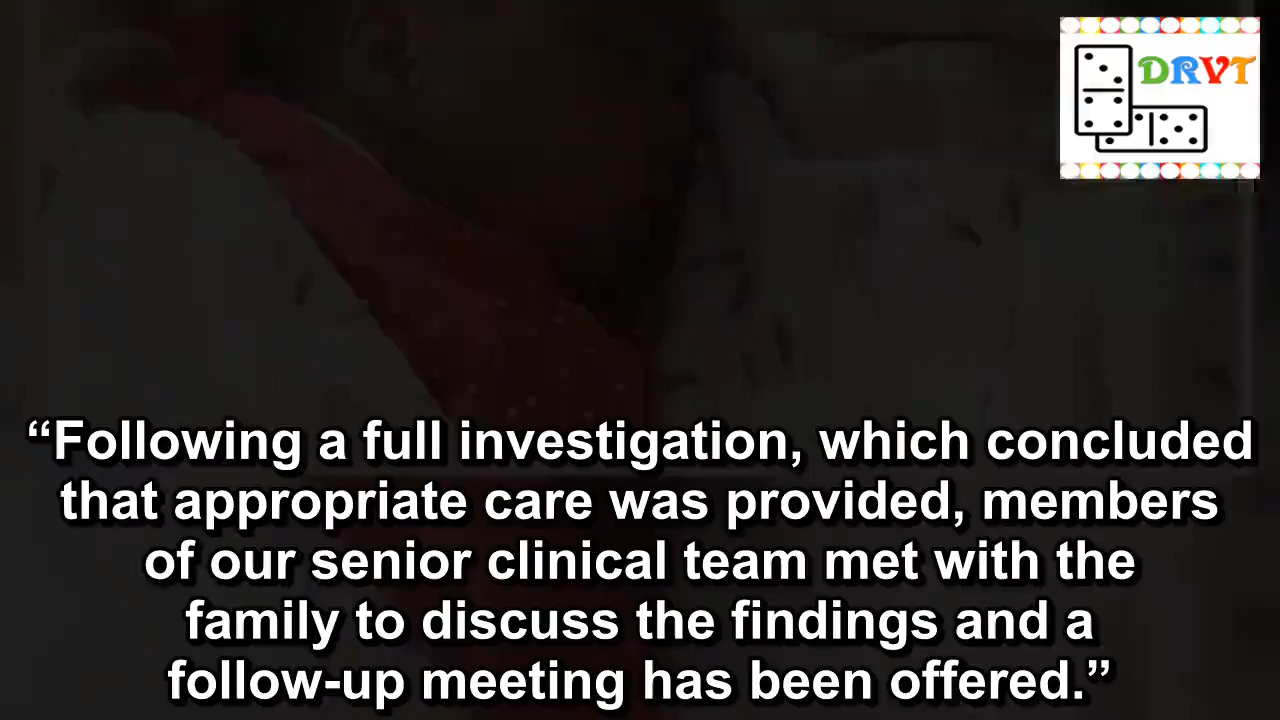 DRVT
“Following a full investigation, which concluded
that appropriate care was provided, members
of our senior clinical team met with the
family to discuss the findings and a
follow-up meeting has been offered.”